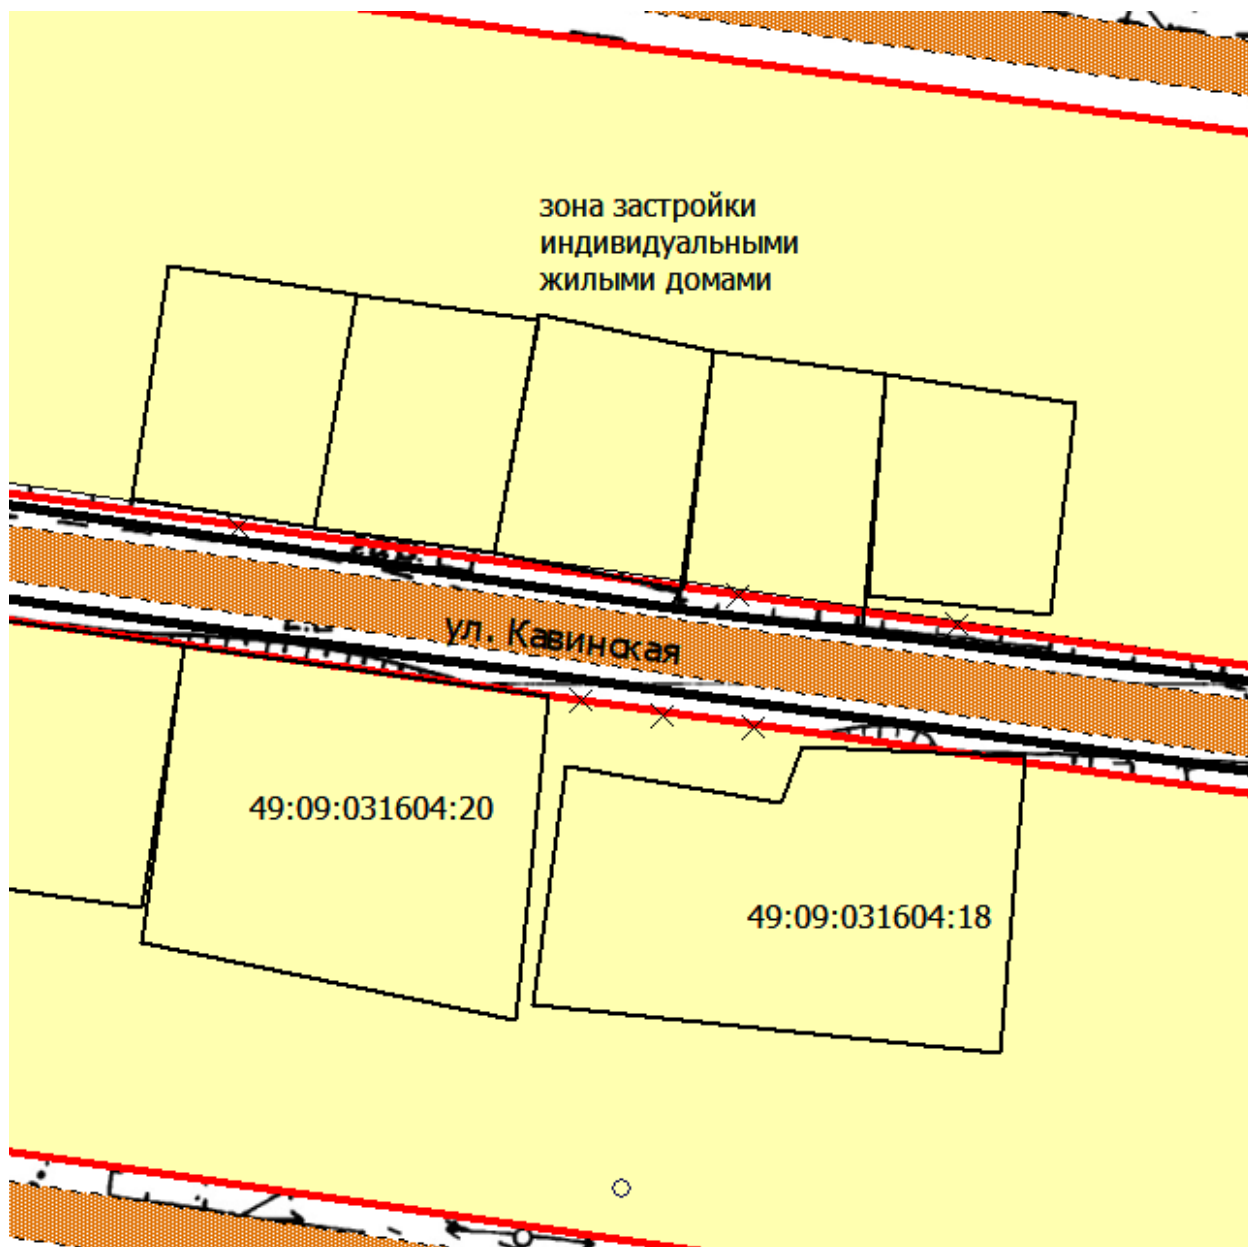 зона застройки
индивидуальными
жилыми домами
ул. Кавинская
49:09:031604:20
49:09:031604:18